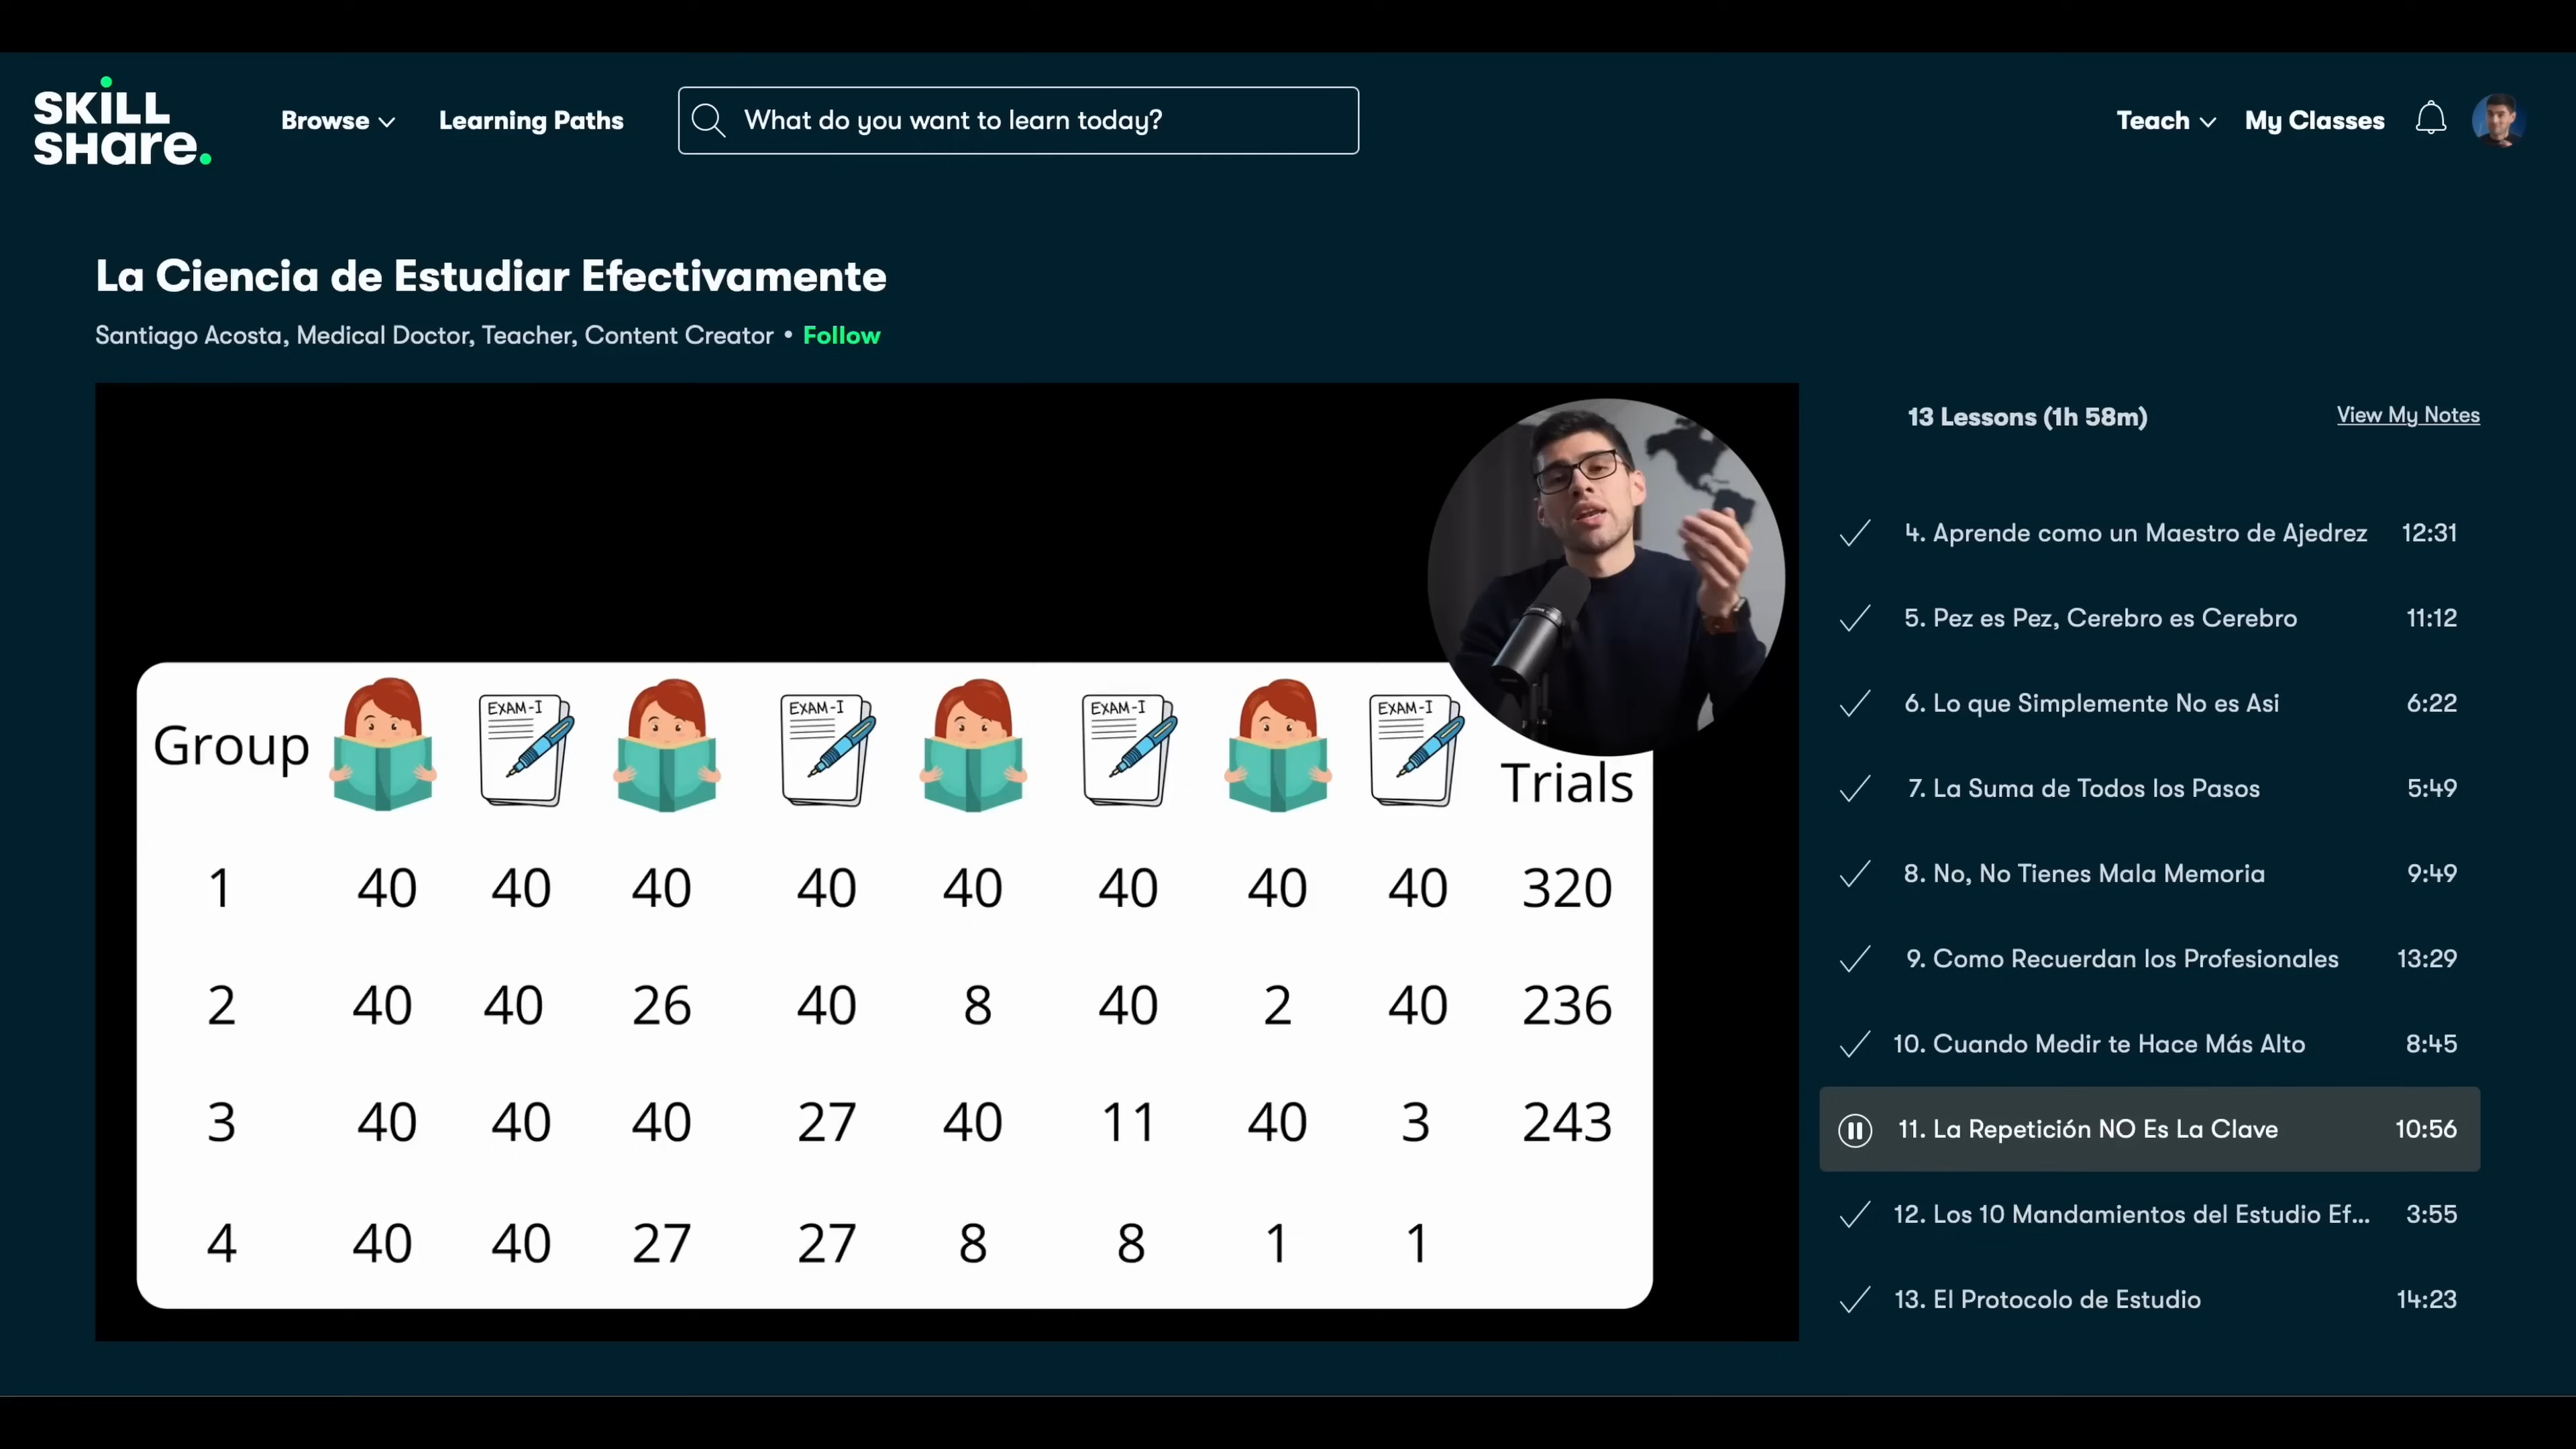 SKiLL
SHare.
Browse
Learning Paths
What do you want to learn today?
Teach
My Classes
La Ciencia de Estudiar Efectivamente
Santiago Acosta, Medical Doctor, Teacher, Content Creator • Follow
13 Lessons (1h 58m)
View My Notes
4. Aprende como un Maestro de Ajedrez 12:31
5. Pez es Pez, Cerebro es Cerebro 11:12
6. Lo que Simplemente No es Asi 6:22
7. La Suma de Todos los Pasos 5:49
8. No, No Tienes Mala Memoria 9:49
9. Como Recuerdan los Profesionales 13:29
10. Cuando Medir te Hace Más Alto 8:45
11. La Repetición NO Es La Clave 10:56
12. Los 10 Mandamientos del Estudio Ef... 3:55
13. El Protocolo de Estudio 14:23
Group EXAM-I EXAM-I EXAM-I EXAM-I Trials
1 40 40 40 40 40 40 40 40 320
2 40 40 26 40 8 40 2 40 236
3 40 40 40 27 40 11 40 3 243
4 40 40 27 27 8 8 1 1